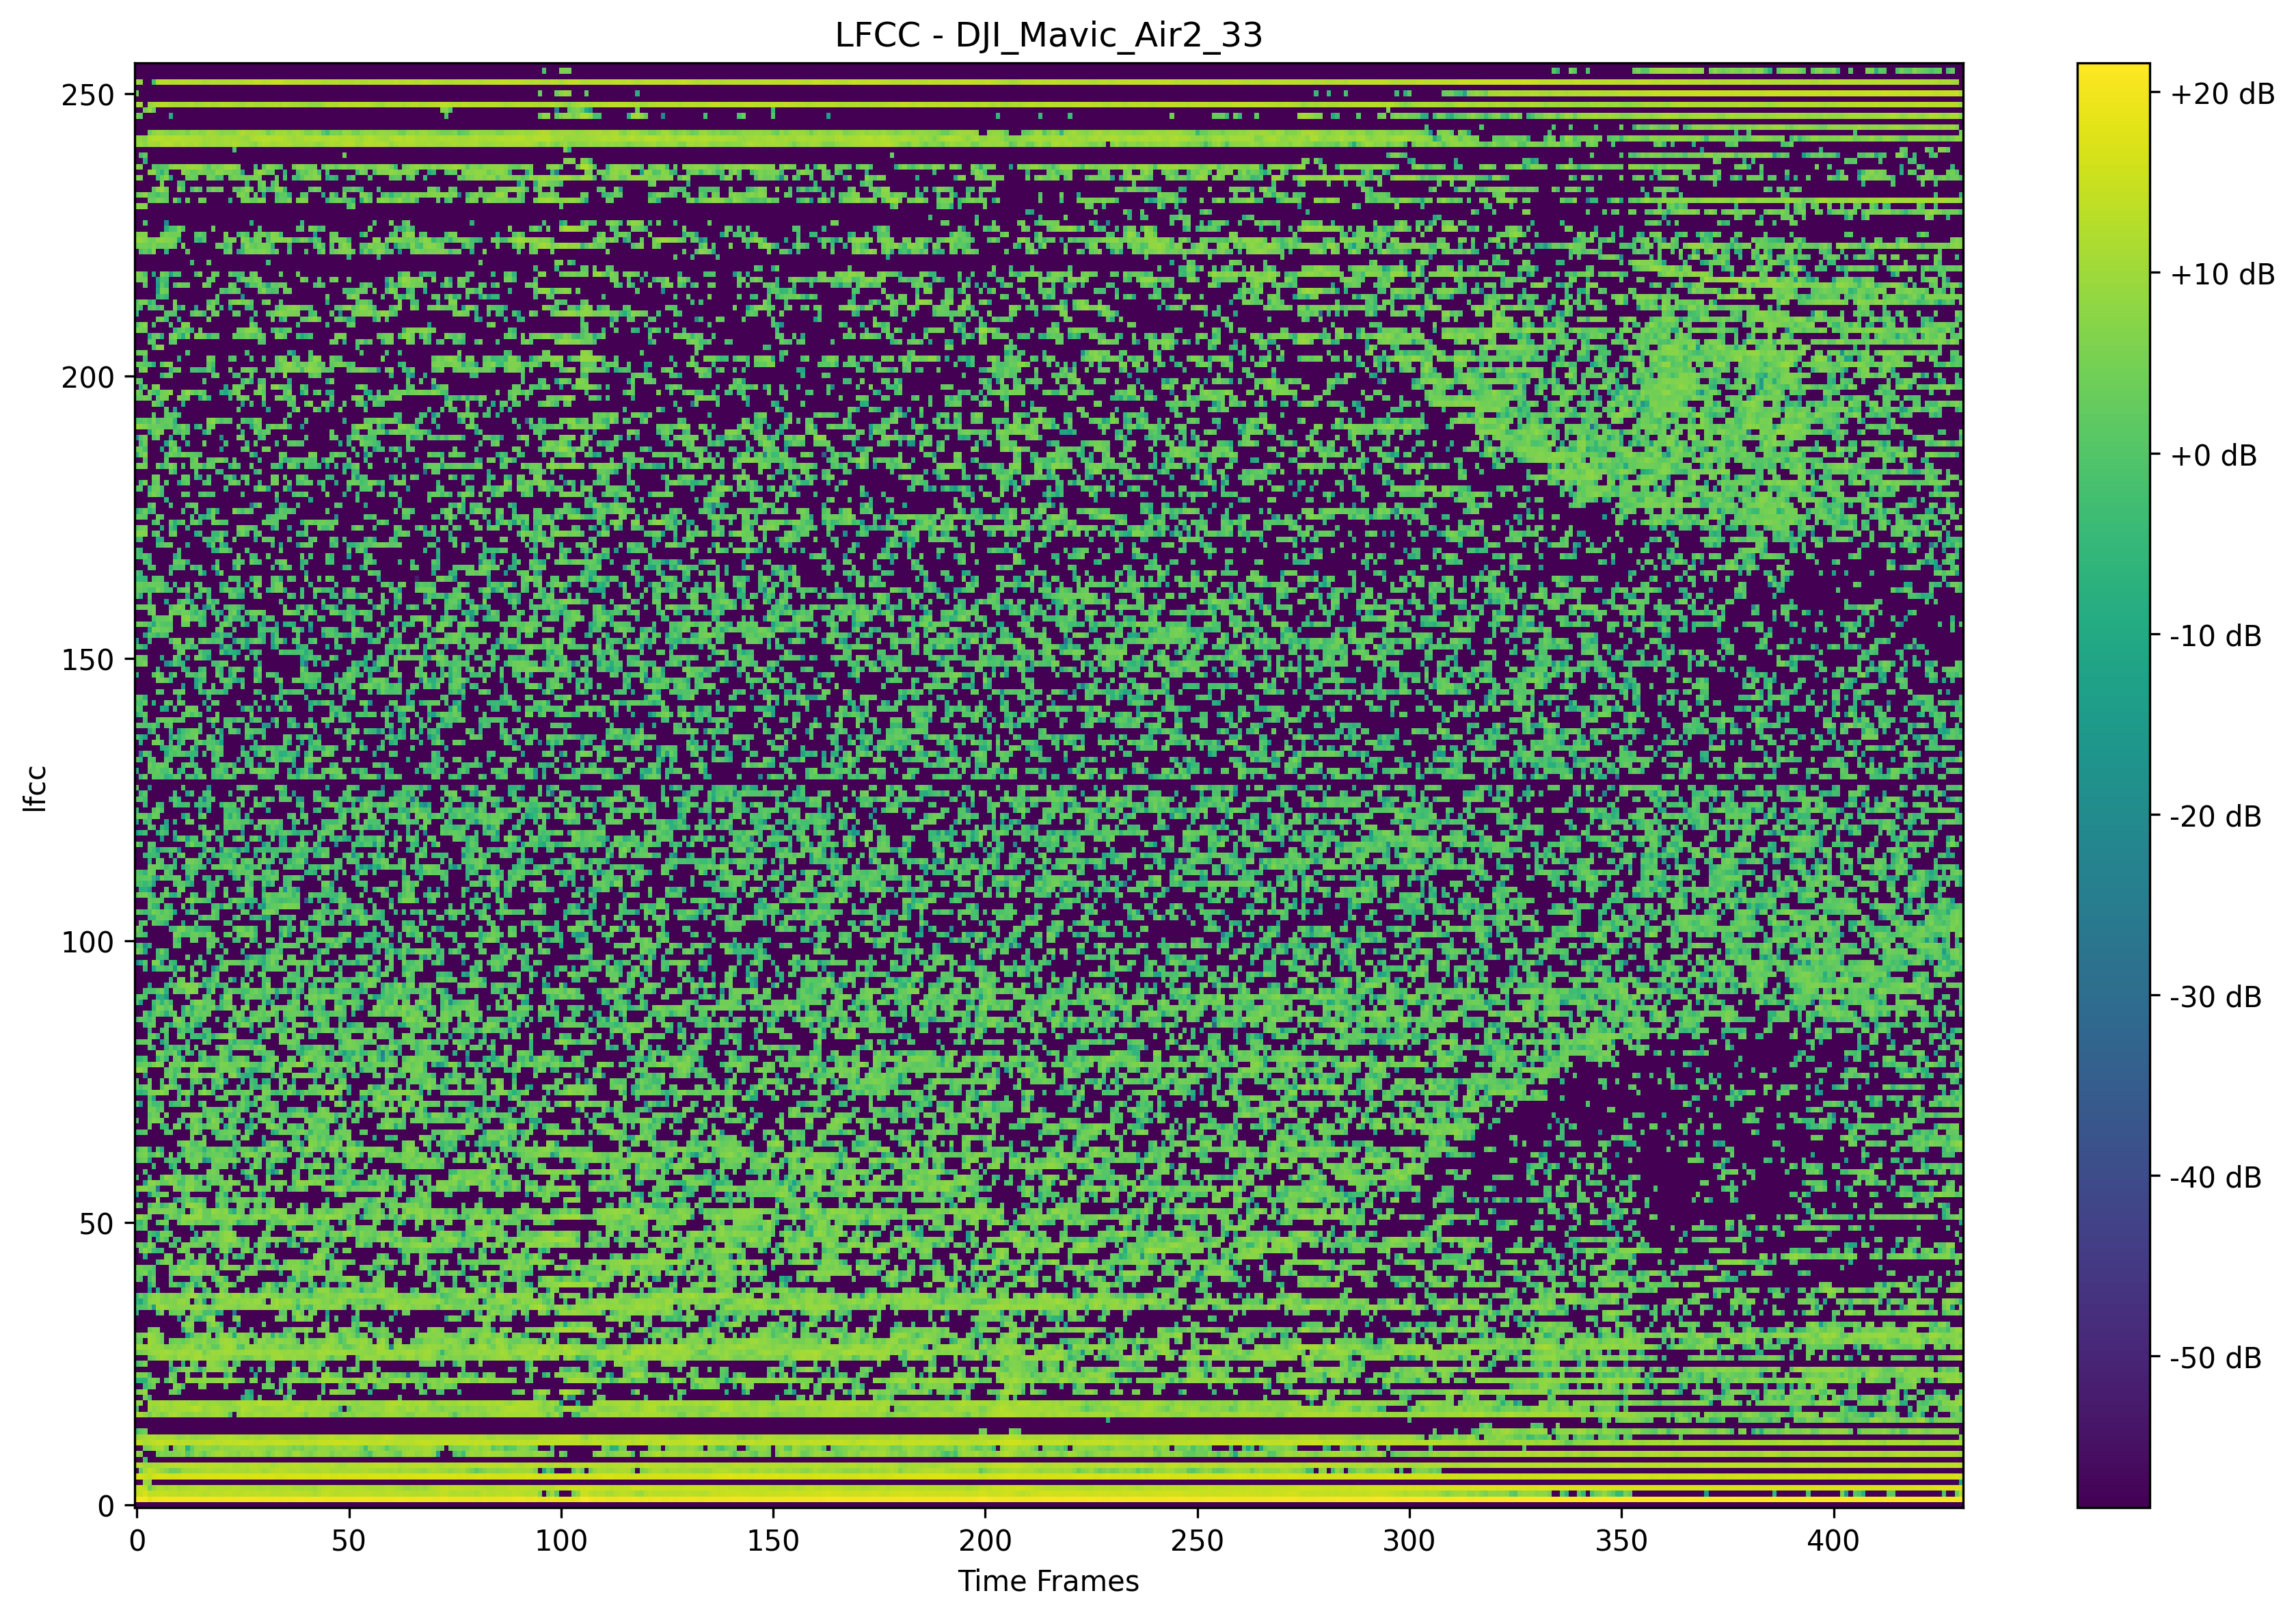 LFCC - DJI_Mavic_Air2_33
250
200
150
100
50
0
lfcc
0 50 100 150 200 250 300 350 400
Time Frames
+20 dB
+10 dB
+0 dB
-10 dB
-20 dB
-30 dB
-40 dB
-50 dB